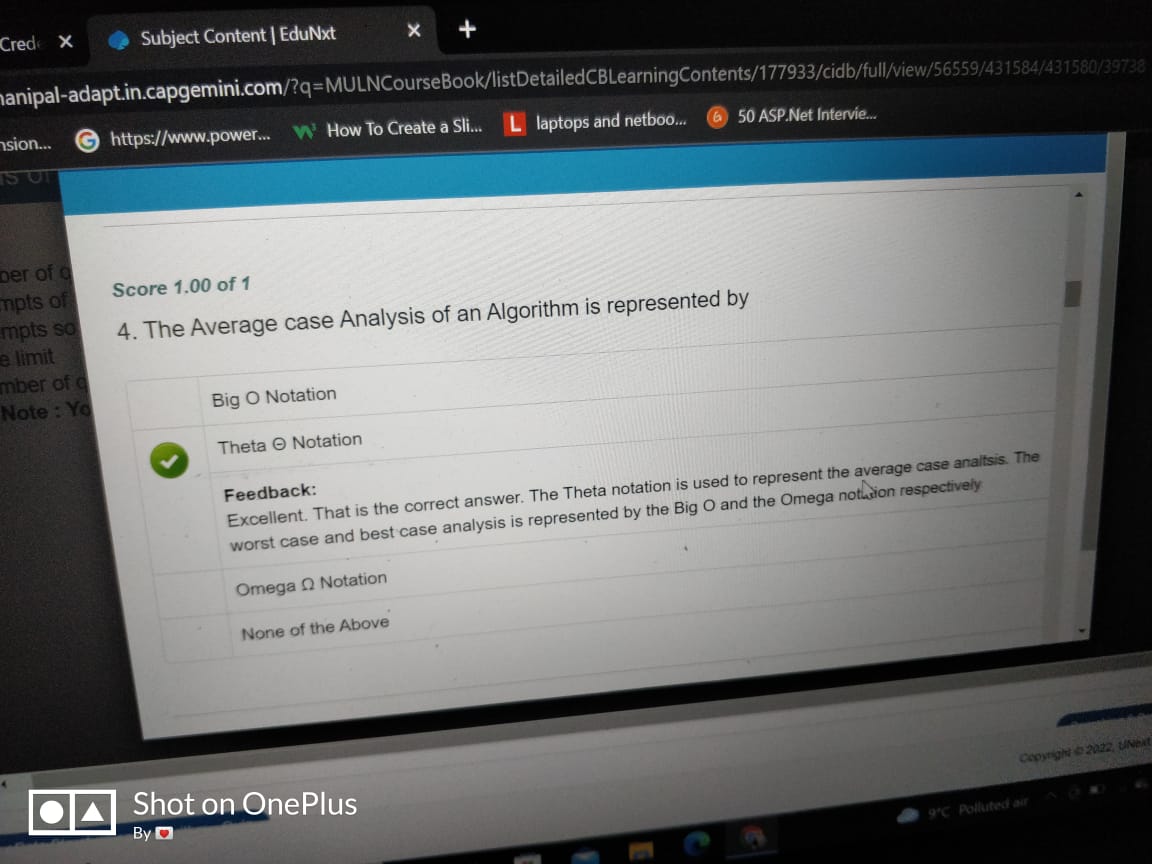 Subject Content | EduNxt
anipal-adapt.in.capgemini.com/?q=MULNCourseBook/listDetailedCBLearningContents/177933/cidb/full/view/56559/431584/431580/39738
https://www.power... How To Create a Sli... laptops and netboo... 50 ASP.Net Intervie...
Score 1.00 of 1
4. The Average case Analysis of an Algorithm is represented by
Big O Notation
Theta Θ Notation
Feedback:
Excellent. That is the correct answer. The Theta notation is used to represent the average case analtsis. The
worst case and best case analysis is represented by the Big O and the Omega notation respectively
Omega Ω Notation
None of the Above
ber of
mpts of
mpts so
e limit
mber of
Note : Yo
Copyright © 2022, UNext
9°C Polluted air
Shot on OnePlus
By